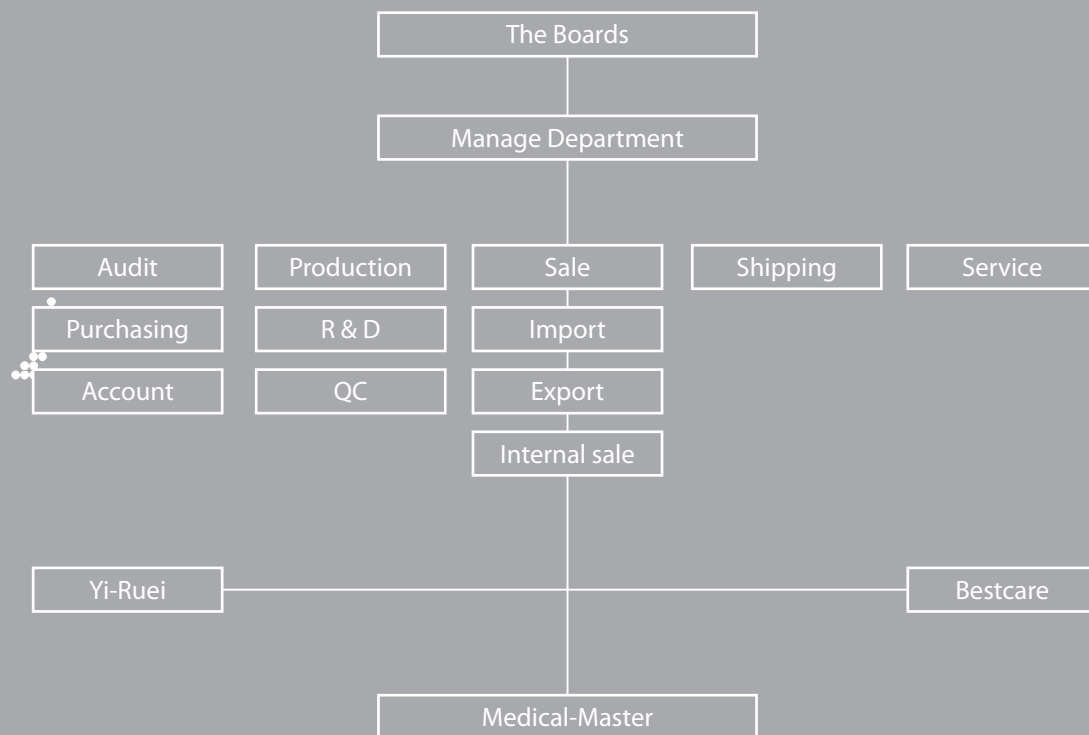 The Boards
Manage Department
Audit
Production
Sale
Shipping
Service
Purchasing
R & D
Import
Account
QC
Export
Internal sale
Yi-Ruei
Bestcare
Medical-Master